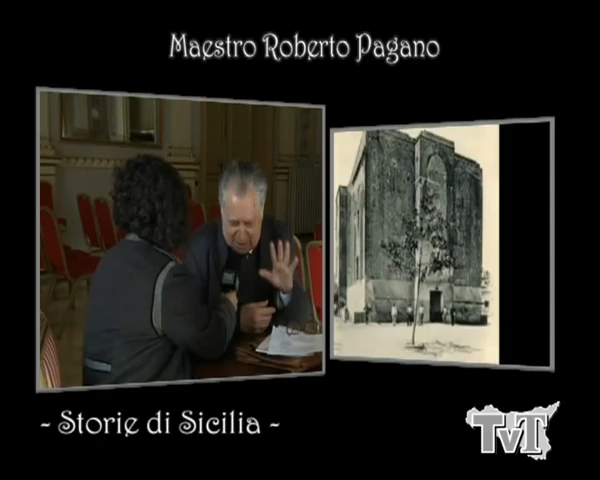 Maestro Roberto Pagano
- Storie di Sicilia -
TvT